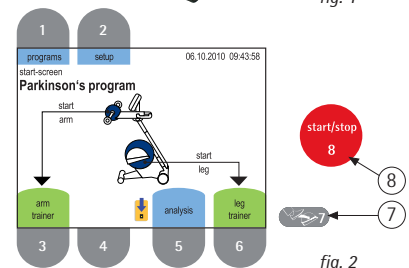 fig. 1
1
2
programs
setup
06.10.2010 09:43:58
start-screen
Parkinson's program
start
arm
start
leg
start/stop
8
8
arm
trainer
analysis
leg
trainer
7
7
3
4
5
6
fig. 2